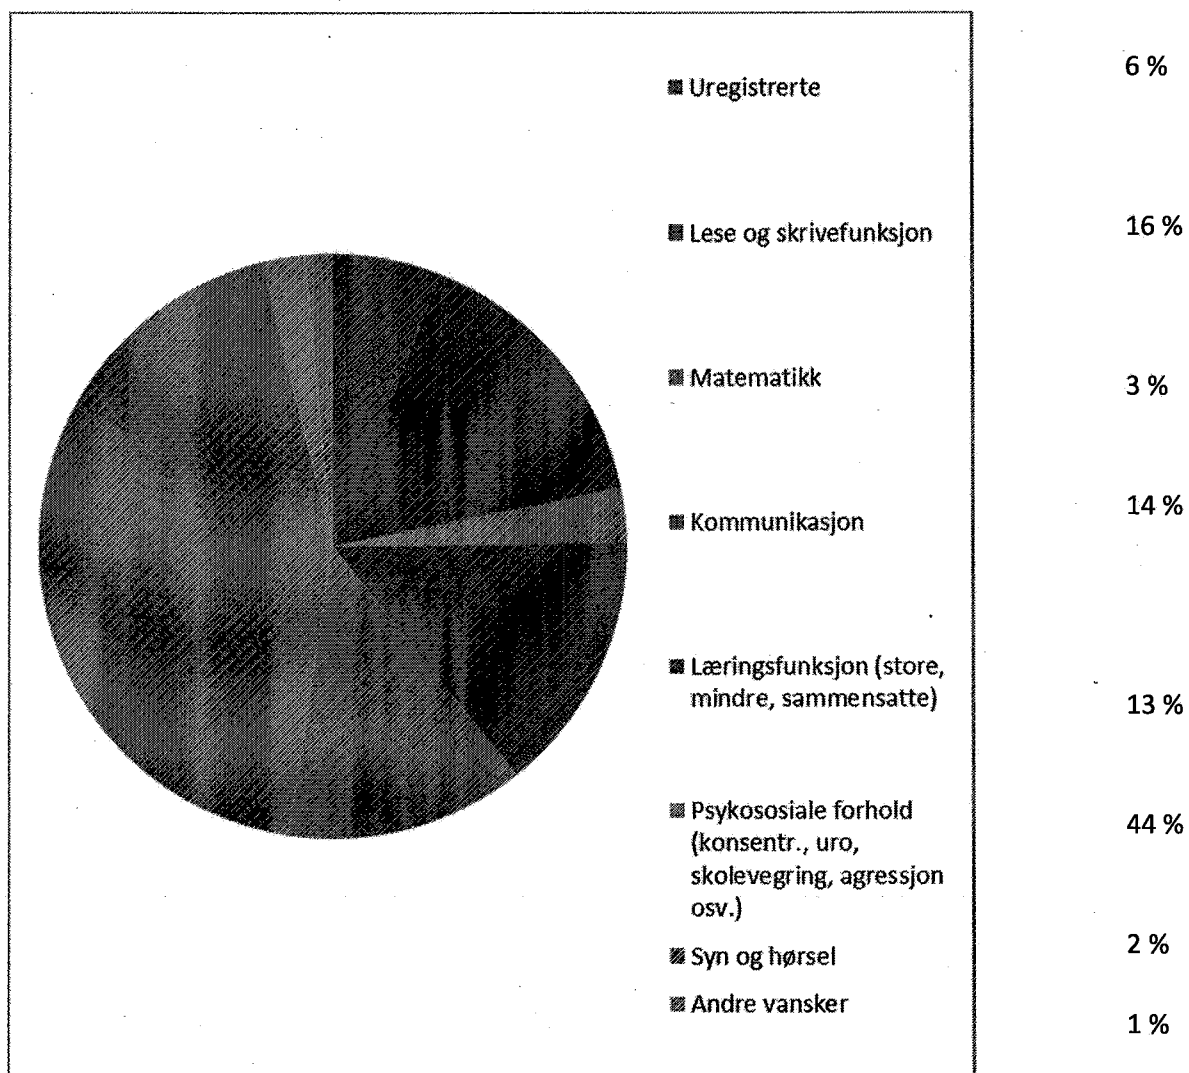 Uregistrerte
6 %
Lese og skrivefunksjon
16 %
Matematikk
3 %
Kommunikasjon
14 %
Læringsfunksjon (store,
mindre, sammensatte)
13 %
Psykososiale forhold
(konsentr., uro,
skolevegring, agressjon
osv.)
44 %
Syn og hørsel
2 %
Andre vansker
1 %